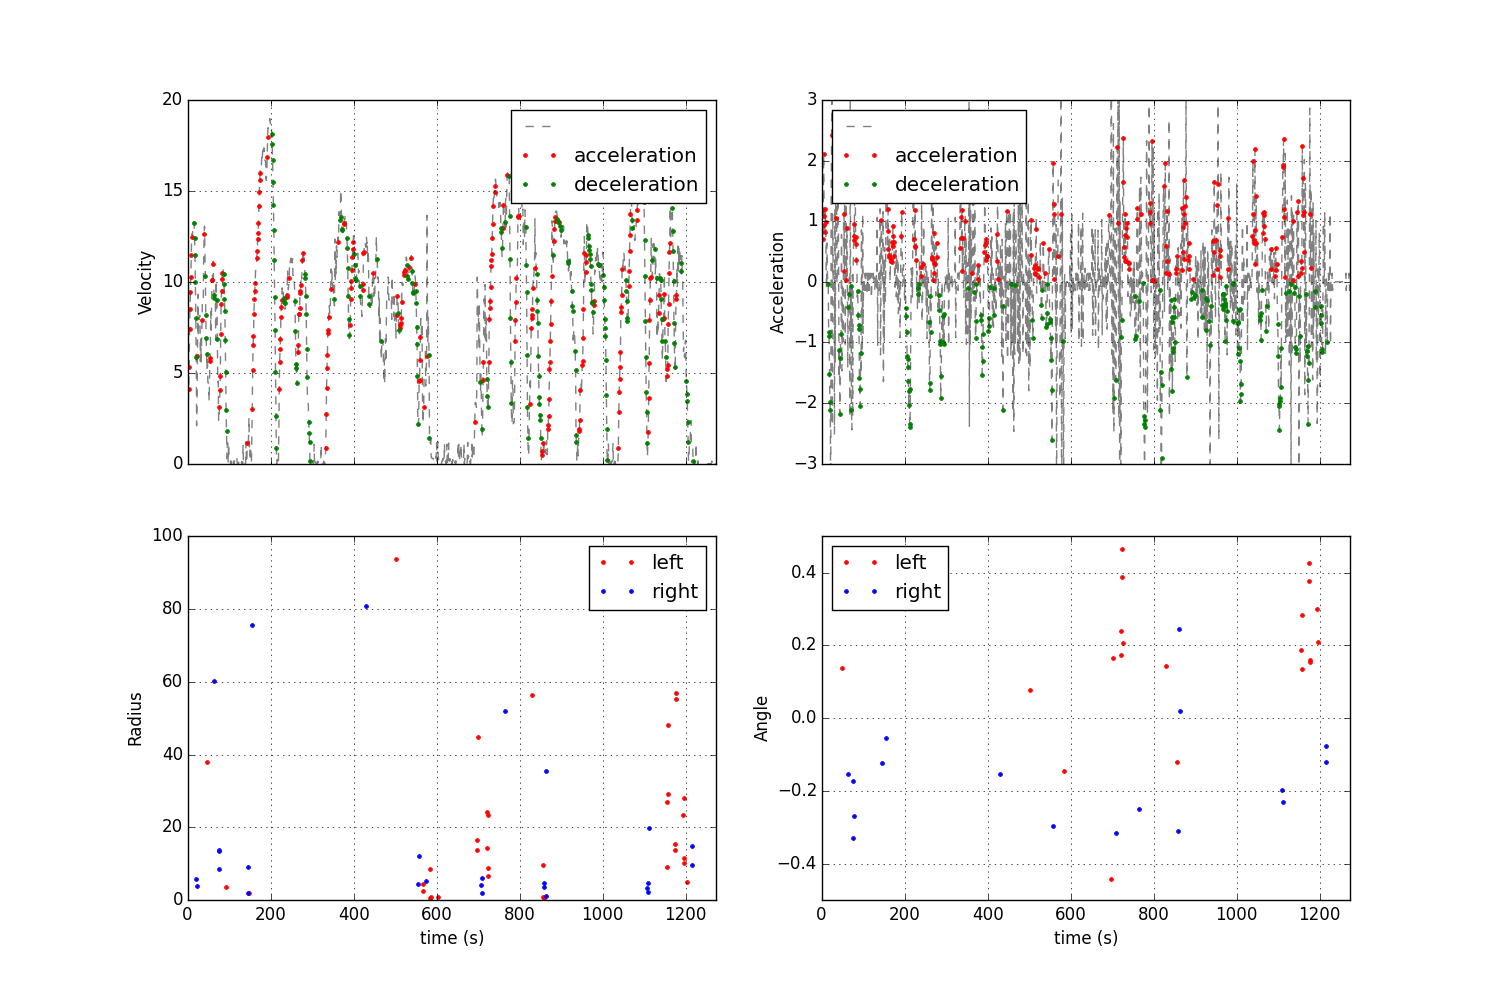 20
15
10
5
0
Velocity
acceleration
deceleration
3
2
1
0
−1
−2
−3
Acceleration
acceleration
deceleration
100
80
60
40
20
0
Radius
left
right
0 200 400 600 800 1000 1200
time (s)
0.4
0.2
0.0
−0.2
−0.4
Angle
left
right
0 200 400 600 800 1000 1200
time (s)